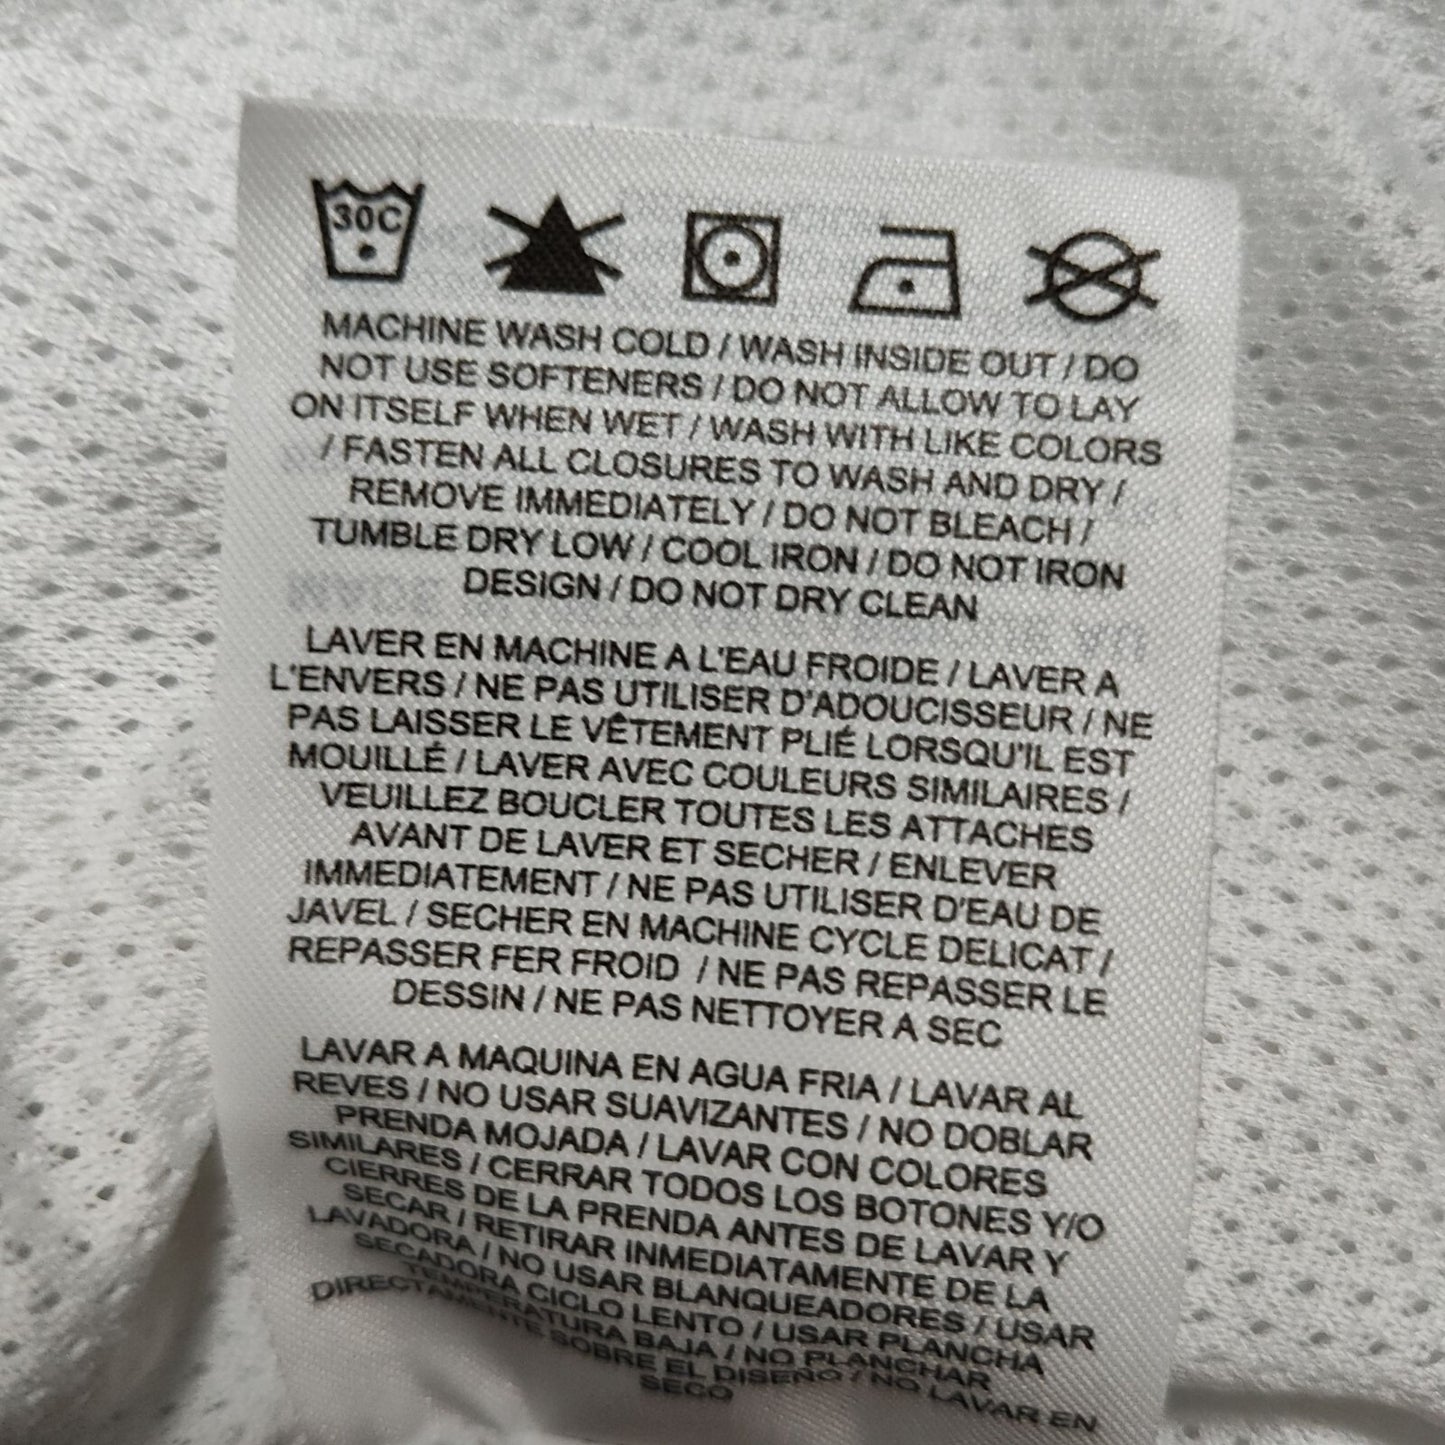 30C
MACHINE WASH COLD / WASH INSIDE OUT / DO
NOT USE SOFTENERS / DO NOT ALLOW TO LAY
ON ITSELF WHEN WET / WASH WITH LIKE COLORS
/ FASTEN ALL CLOSURES TO WASH AND DRY /
REMOVE IMMEDIATELY / DO NOT BLEACH /
TUMBLE DRY LOW / COOL IRON / DO NOT IRON
DESIGN / DO NOT DRY CLEAN
LAVER EN MACHINE A L'EAU FROIDE / LAVER A
L'ENVERS / NE PAS UTILISER D'ADOUCISSEUR / NE
PAS LAISSER LE VÊTEMENT PLIÉ LORSQU'IL EST
MOUILLÉ / LAVER AVEC COULEURS SIMILAIRES /
VEUILLEZ BOUCLER TOUTES LES ATTACHES
AVANT DE LAVER ET SECHER / ENLEVER
IMMEDIATEMENT / NE PAS UTILISER D'EAU DE
JAVEL / SECHER EN MACHINE CYCLE DELICAT /
REPASSER FER FROID / NE PAS REPASSER LE
DESSIN / NE PAS NETTOYER A SEC
LAVAR A MAQUINA EN AGUA FRIA / LAVAR AL
REVES / NO USAR SUAVIZANTES / NO DOBLAR
PRENDA MOJADA / LAVAR CON COLORES
SIMILARES / CERRAR TODOS LOS BOTONES Y/O
CIERRES DE LA PRENDA ANTES DE LAVAR Y
SECAR / RETIRAR INMEDIATAMENTE DE LA
LAVADORA / NO USAR BLANQUEADORES / USAR
SECADORA CICLO LENTO / USAR PLANCHA
TEMPERATURA BAJA / NO PLANCHAR
DIRECTAMENTE SOBRE EL DISENO / NO LAVAR EN
SECO